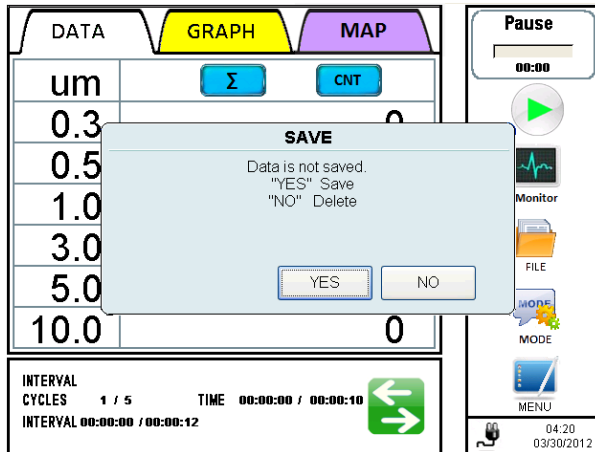 DATA
GRAPH
MAP
um
Σ
CNT
0.3
0
0.5
1.0
3.0
5.0
10.0
0
SAVE
Data is not saved.
"YES" Save
"NO" Delete
YES
NO
INTERVAL
CYCLES 1 / 5 TIME 00:00:00 / 00:00:10
INTERVAL 00:00:00 / 00:00:12
Pause
00:00
Monitor
FILE
MODE
MODE
MENU
04:20
03/30/2012